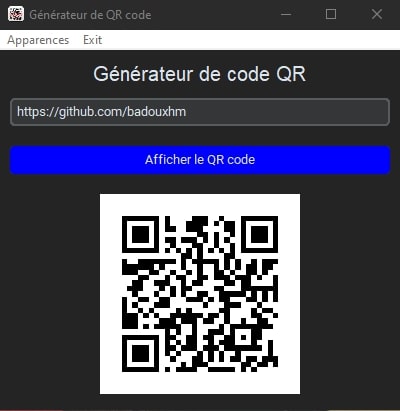 Générateur de QR code
Apparences Exit
Générateur de code QR
https://github.com/badouxhm
Afficher le QR code